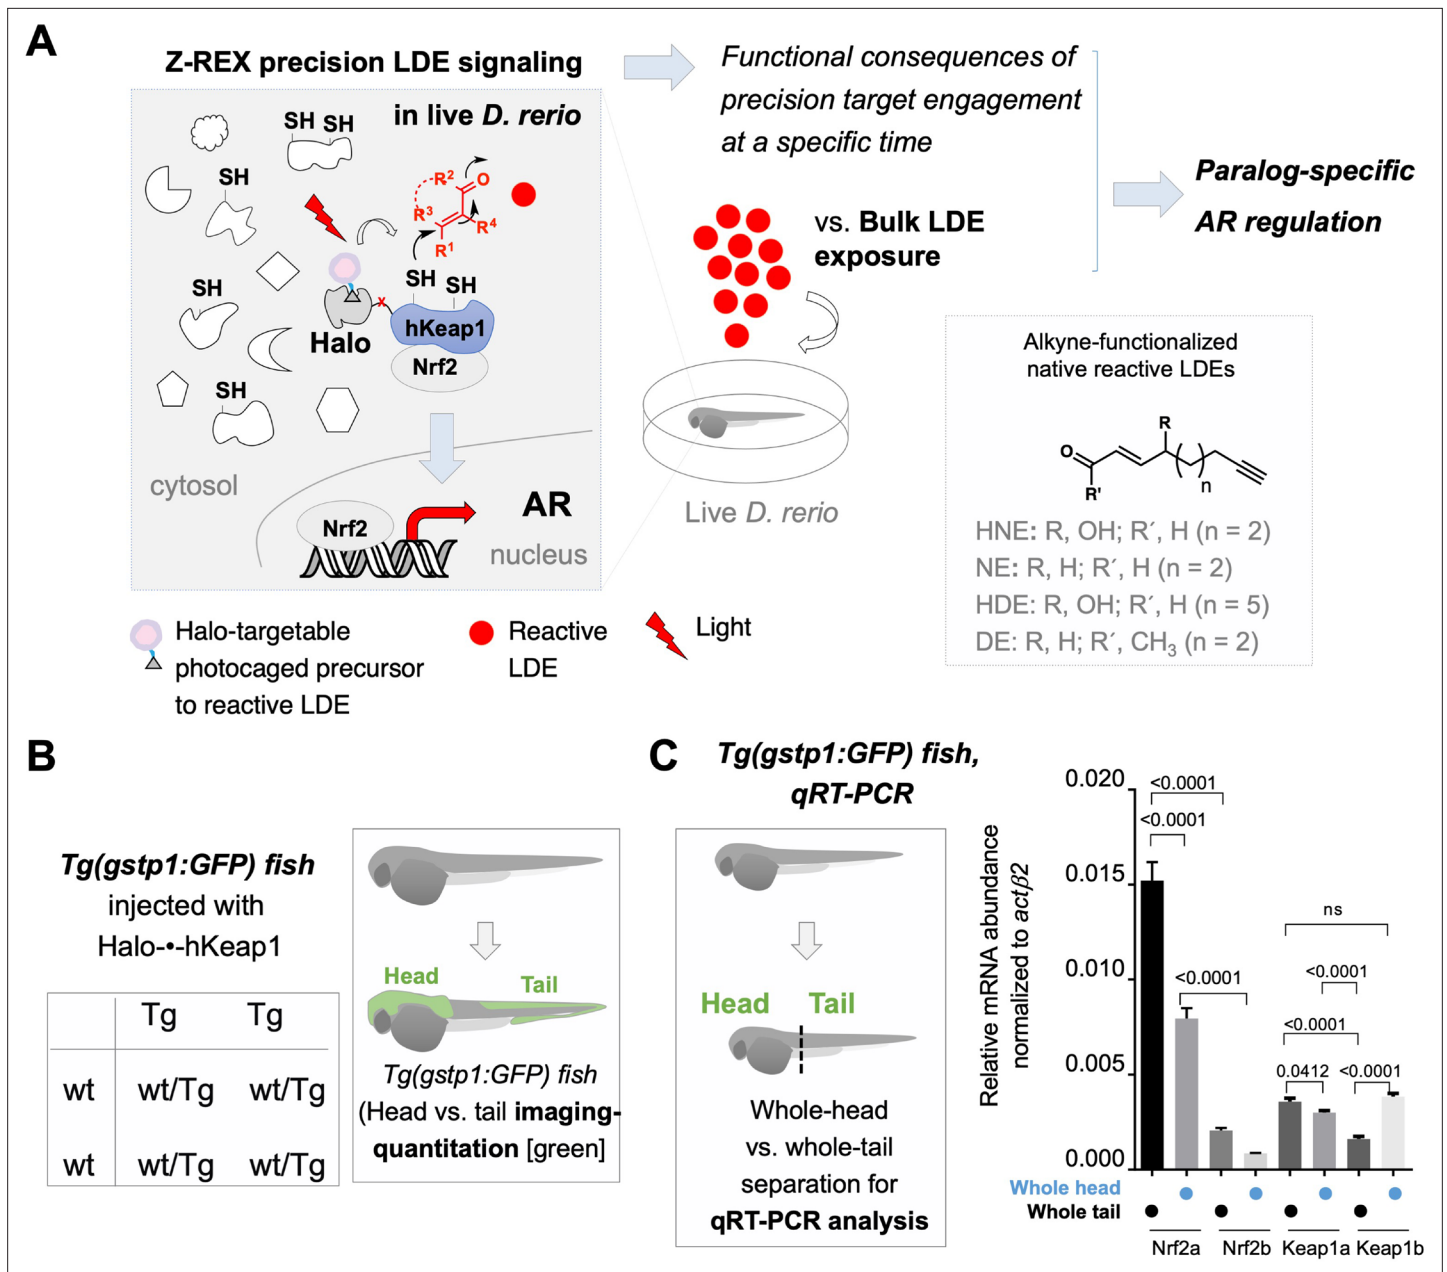 A
Z-REX precision LDE signaling
in live D. rerio
SH SH
SH
SH
SH
R²
O
R³
R⁴
R¹
SH
SH
x
Halo
hKeap1
Nrf2
cytosol
Nrf2
AR
nucleus
Functional consequences of
precision target engagement
at a specific time
vs. Bulk LDE
exposure
Live D. rerio
Paralog-specific
AR regulation
Alkyne-functionalized
native reactive LDEs
R
O
R'
n
HNE: R, OH; R´, H (n = 2)
NE: R, H; R´, H (n = 2)
HDE: R, OH; R´, H (n = 5)
DE: R, H; R´, CH₃ (n = 2)
Halo-targetable
photocaged precursor
to reactive LDE
Reactive
LDE
Light
B
Tg(gstp1:GFP) fish
injected with
Halo-•-hKeap1
Tg Tg
wt wt/Tg wt/Tg
wt wt/Tg wt/Tg
Head
Tail
Tg(gstp1:GFP) fish
(Head vs. tail imaging-
quantitation [green]
C
Tg(gstp1:GFP) fish,
qRT-PCR
Head Tail
Whole-head
vs. whole-tail
separation for
qRT-PCR analysis
Relative mRNA abundance
normalized to actβ2
0.020
0.015
0.010
0.005
0.000
<0.0001
<0.0001
<0.0001
ns
<0.0001
<0.0001
0.0412
<0.0001
Whole head
Whole tail
Nrf2a Nrf2b Keap1a Keap1b